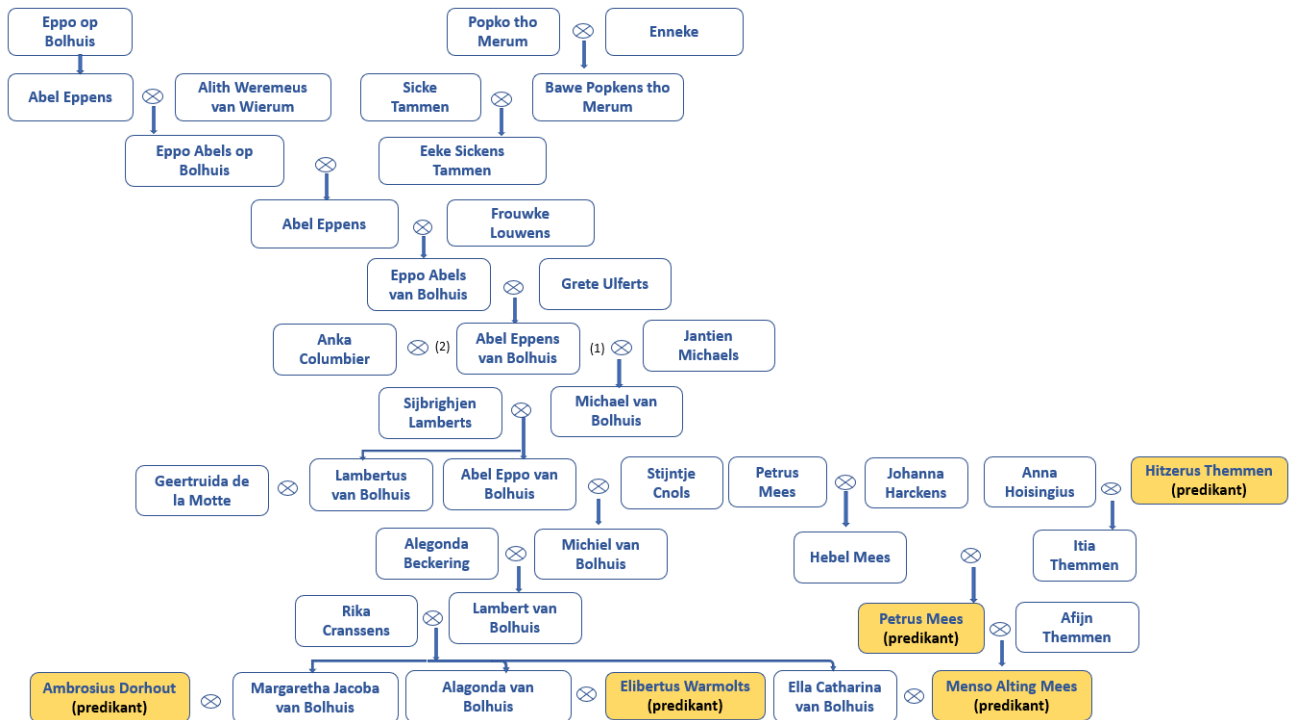 Eppo op
Bolhuis
Popko tho
Merum
Enneke
Abel Eppens
Alith Weremeus
van Wierum
Sicke
Tammen
Bawe Popkens tho
Merum
Eppo Abels op
Bolhuis
Eeke Sickens
Tammen
Abel Eppens
Frouwke
Louwens
Eppo Abels
van Bolhuis
Grete Ulferts
Anka
Columbier
(2)
Abel Eppens
van Bolhuis
(1)
Jantien
Michaels
Sijbrighjen
Lamberts
Michael van
Bolhuis
Geertruida de
la Motte
Lambertus
van Bolhuis
Abel Eppo van
Bolhuis
Stijntje
Cnols
Petrus
Mees
Johanna
Harckens
Anna
Hoisingius
Hitzerus Themmen
(predikant)
Alegonda
Beckering
Michiel van
Bolhuis
Hebel Mees
Itia
Themmen
Rika
Cranssens
Lambert van
Bolhuis
Petrus Mees
(predikant)
Afijn
Themmen
Ambrosius Dorhout
(predikant)
Margaretha Jacoba
van Bolhuis
Alagonda van
Bolhuis
Elibertus Warmolts
(predikant)
Ella Catharina
van Bolhuis
Menso Alting Mees
(predikant)